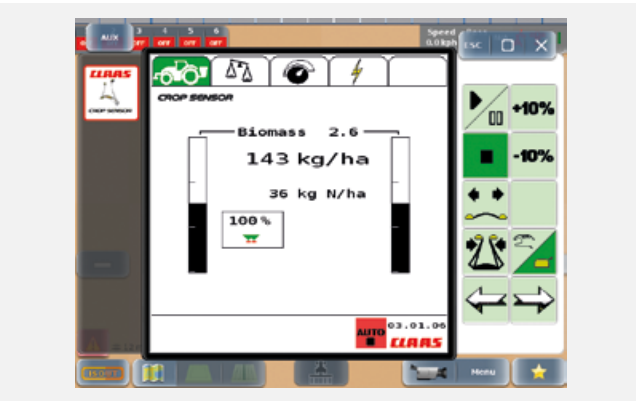 AUX
3 4 5 6
OFF OFF OFF OFF
Speed
0.0 kph
ESC
CLAAS
CROP SENSOR
CROP SENSOR
Biomass 2.6
143 kg/ha
36 kg N/ha
100 %
AUTO
03.01.06
CLAAS
+10%
-10%
ISOBUS
Menu